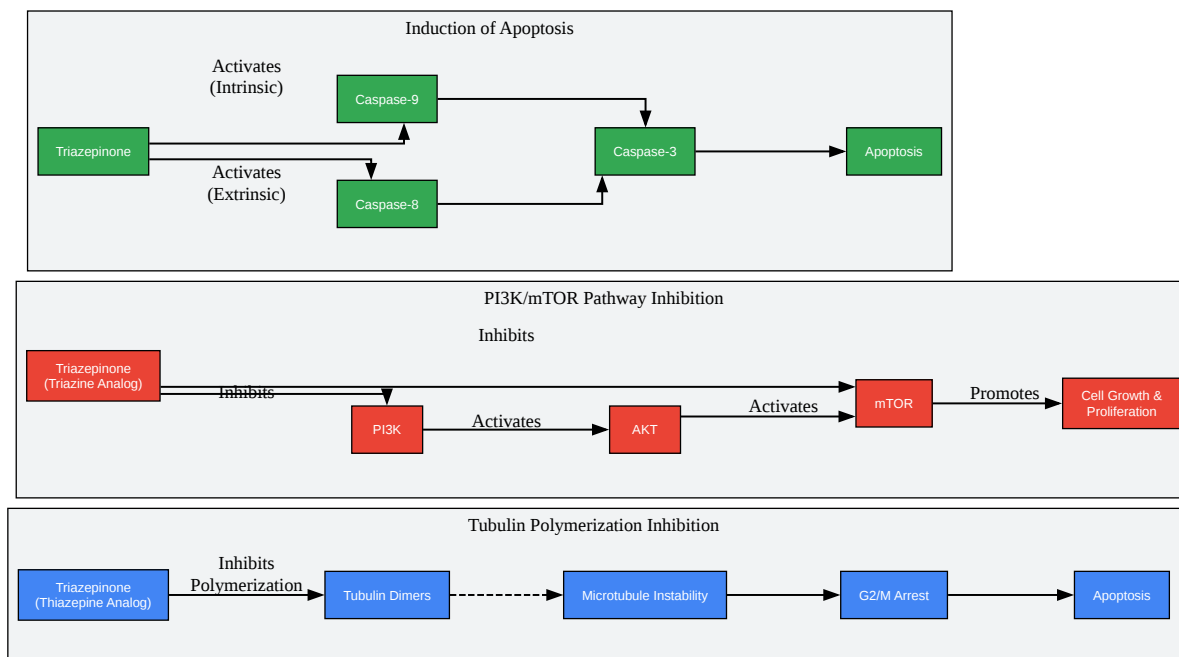 Induction of Apoptosis
Activates
(Intrinsic)
Caspase-9
Triazepinone
Caspase-3
Apoptosis
Activates
(Extrinsic)
Caspase-8
PI3K/mTOR Pathway Inhibition
Inhibits
Triazepinone
(Triazine Analog)
Inhibits
PI3K
Activates
AKT
Activates
mTOR
Promotes
Cell Growth &
Proliferation
Tubulin Polymerization Inhibition
Triazepinone
(Thiazepine Analog)
Inhibits
Polymerization
Tubulin Dimers
Microtubule Instability
G2/M Arrest
Apoptosis